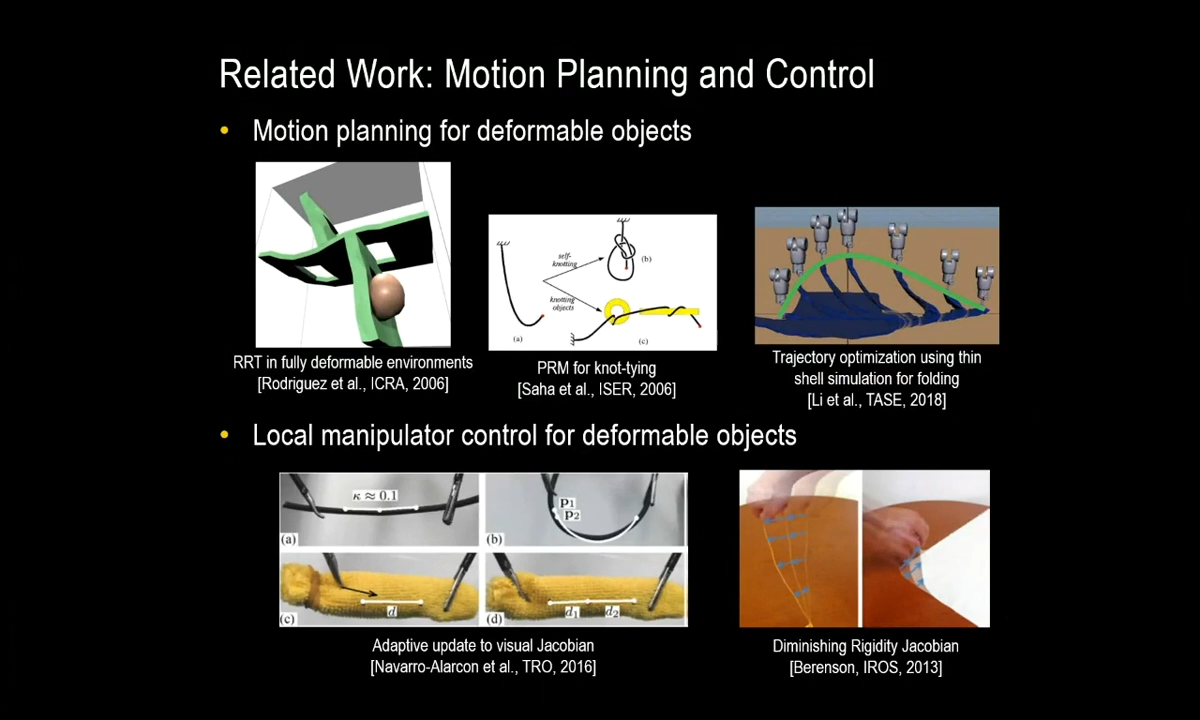 Related Work: Motion Planning and Control
• Motion planning for deformable objects
self-
knotting
(b)
knotting
objects
(a)
(c)
RRT in fully deformable environments
[Rodriguez et al., ICRA, 2006]
PRM for knot-tying
[Saha et al., ISER, 2006]
Trajectory optimization using thin
shell simulation for folding
[Li et al., TASE, 2018]
• Local manipulator control for deformable objects
κ ≈ 0.1
(a)
P1
P2
(b)
d
(c)
d1 d2
(d)
Adaptive update to visual Jacobian
[Navarro-Alarcon et al., TRO, 2016]
Diminishing Rigidity Jacobian
[Berenson, IROS, 2013]